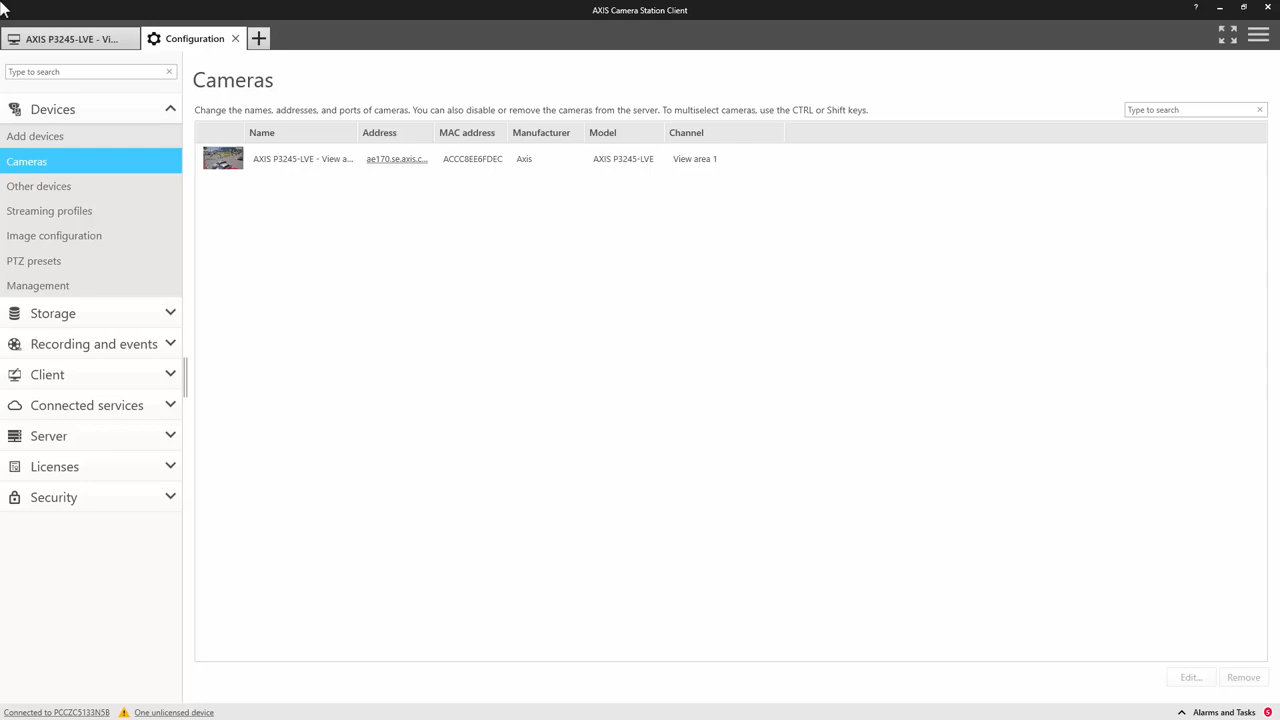 AXIS Camera Station Client
?
AXIS P3245-LVE - Vi...
Configuration
Type to search
Devices
Add devices
Cameras
Other devices
Streaming profiles
Image configuration
PTZ presets
Management
Storage
Recording and events
Client
Connected services
Server
Licenses
Security
Cameras
Change the names, addresses, and ports of cameras. You can also disable or remove the cameras from the server. To multiselect cameras, use the CTRL or Shift keys.
Type to search
Name Address MAC address Manufacturer Model Channel
AXIS P3245-LVE - View a... ae170.se.axis.c... ACCC8EE6FDEC Axis AXIS P3245-LVE View area 1
Edit... Remove
Connected to PCCZC5133N5B One unlicensed device Alarms and Tasks 5